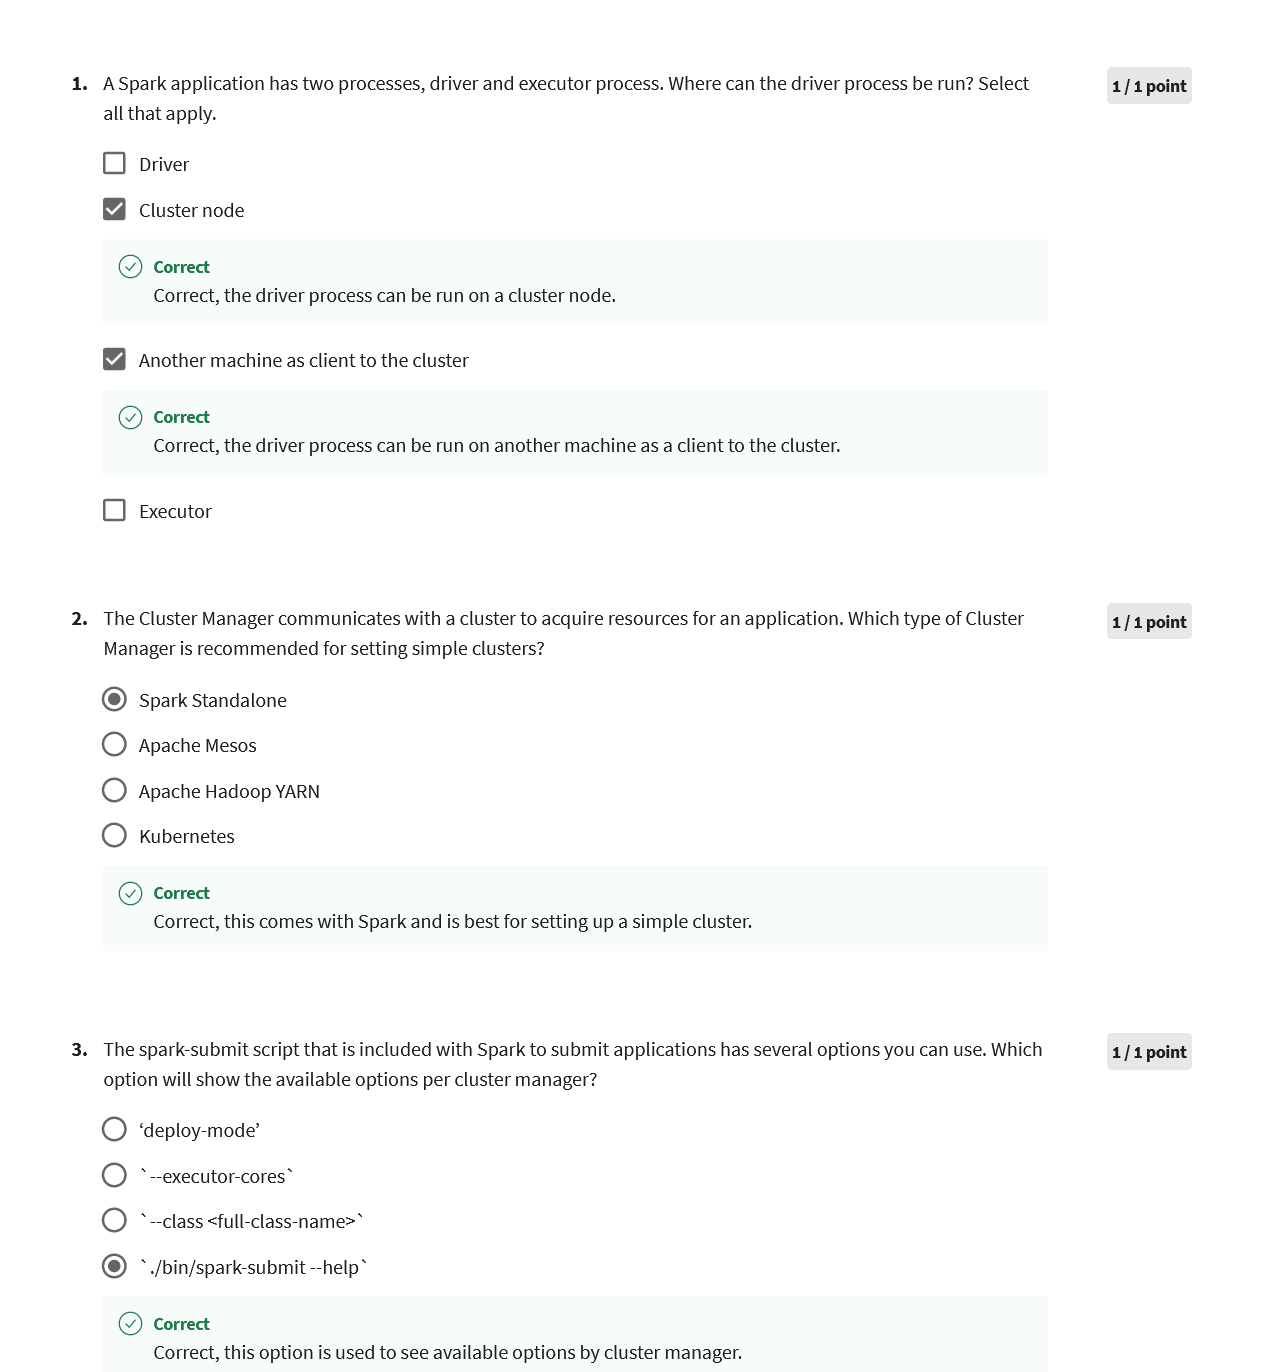 1. A Spark application has two processes, driver and executor process. Where can the driver process be run? Select
all that apply.
1 / 1 point
Driver
Cluster node
Correct
Correct, the driver process can be run on a cluster node.
Another machine as client to the cluster
Correct
Correct, the driver process can be run on another machine as a client to the cluster.
Executor
2. The Cluster Manager communicates with a cluster to acquire resources for an application. Which type of Cluster
Manager is recommended for setting simple clusters?
1 / 1 point
Spark Standalone
Apache Mesos
Apache Hadoop YARN
Kubernetes
Correct
Correct, this comes with Spark and is best for setting up a simple cluster.
3. The spark-submit script that is included with Spark to submit applications has several options you can use. Which
option will show the available options per cluster manager?
1 / 1 point
‘deploy-mode’
`--executor-cores`
`--class <full-class-name>`
`./bin/spark-submit --help`
Correct
Correct, this option is used to see available options by cluster manager.